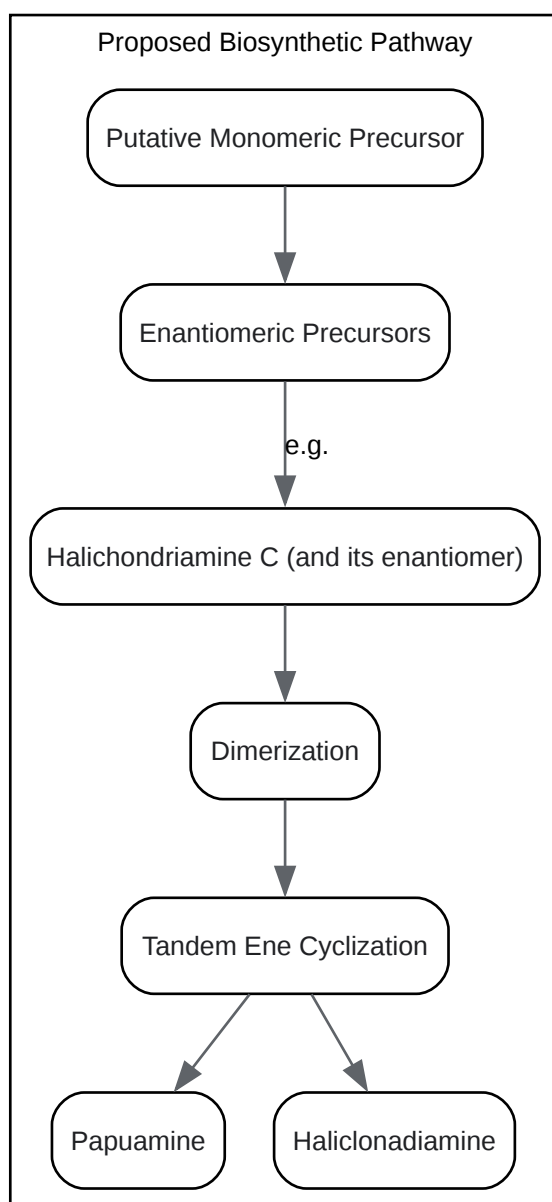 Proposed Biosynthetic Pathway
Putative Monomeric Precursor
Enantiomeric Precursors
e.g.
Halichondriamine C (and its enantiomer)
Dimerization
Tandem Ene Cyclization
Papuamine
Haliclonadiamine